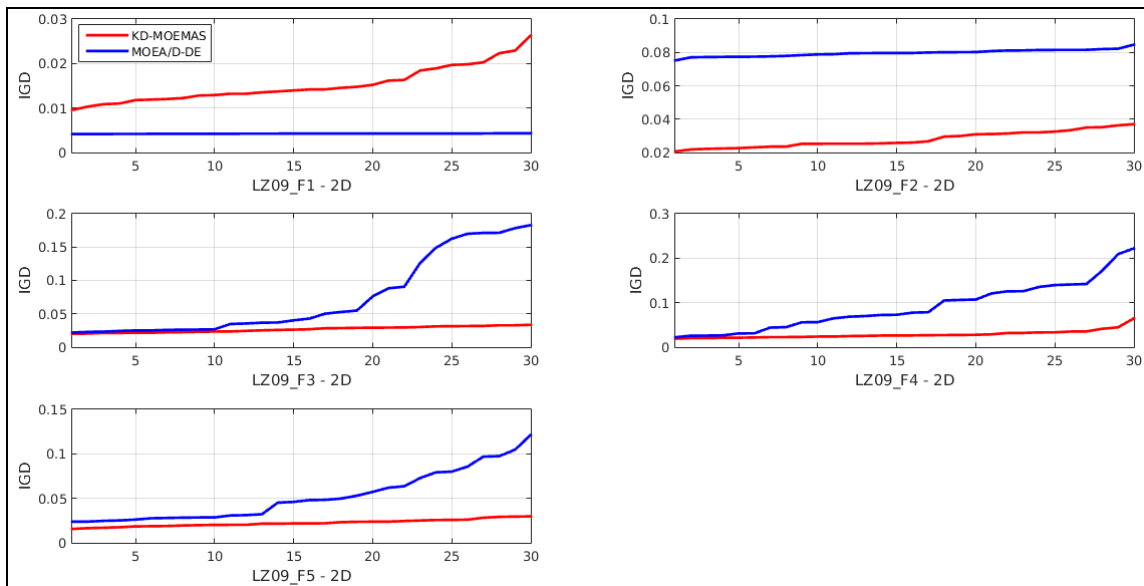 0.03
KD-MOEMAS
MOEA/D-DE
0.02
IGD
0.01
0
5 10 15 20 25 30
LZ09_F1 - 2D
0.1
0.08
IGD
0.06
0.04
0.02
5 10 15 20 25 30
LZ09_F2 - 2D
0.2
0.15
IGD
0.1
0.05
0
5 10 15 20 25 30
LZ09_F3 - 2D
0.3
0.2
IGD
0.1
0
5 10 15 20 25 30
LZ09_F4 - 2D
0.15
0.1
IGD
0.05
0
5 10 15 20 25 30
LZ09_F5 - 2D